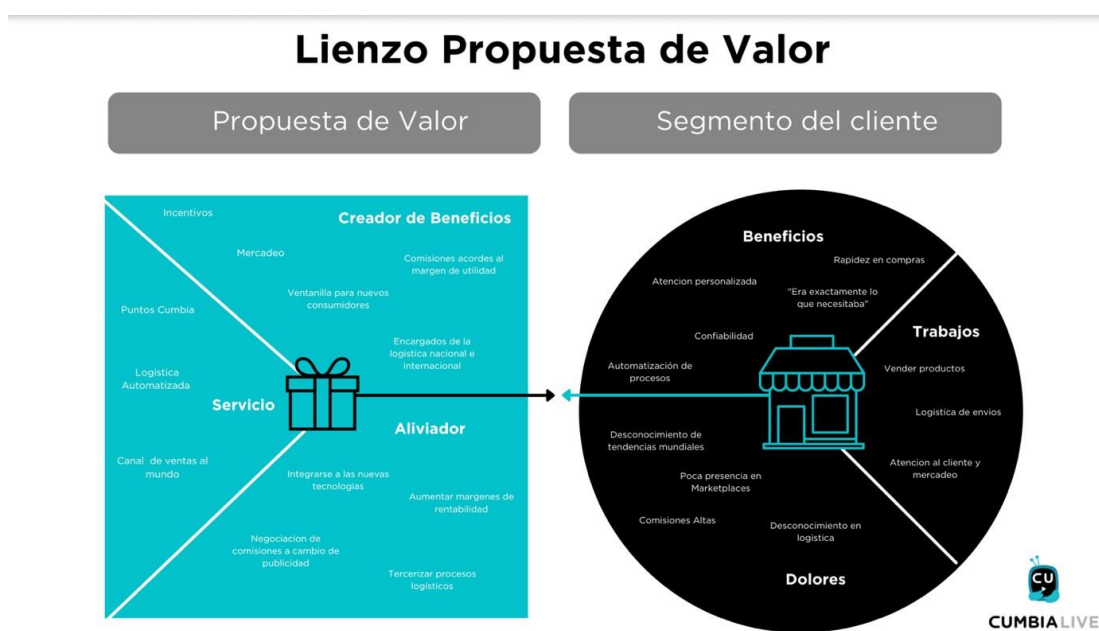 Lienzo Propuesta de Valor
Propuesta de Valor
Segmento del cliente
Incentivos
Creador de Beneficios
Mercadeo
Comisiones acordes al
margen de utilidad
Ventanilla para nuevos
consumidores
Puntos Cumbia
Encargados de la
logística nacional e
internacional
Logistica
Automatizada
Servicio
Aliviador
Canal de ventas al
mundo
Integrarse a las nuevas
tecnologias
Aumentar margenes de
rentabilidad
Negociacion de
comisiones a cambio de
publicidad
Tercerizar procesos
logísticos
Beneficios
Rapidez en compras
Atencion personalizada
"Era exactamente lo
que necesitaba"
Confiabilidad
Trabajos
Automatización de
procesos
Vender productos
Logistica de envios
Desconocimiento de
tendencias mundiales
Atencion al cliente y
mercadeo
Poca presencia en
Marketplaces
Comisiones Altas
Desconocimiento en
logistica
Dolores
CU
CUMBIALIVE